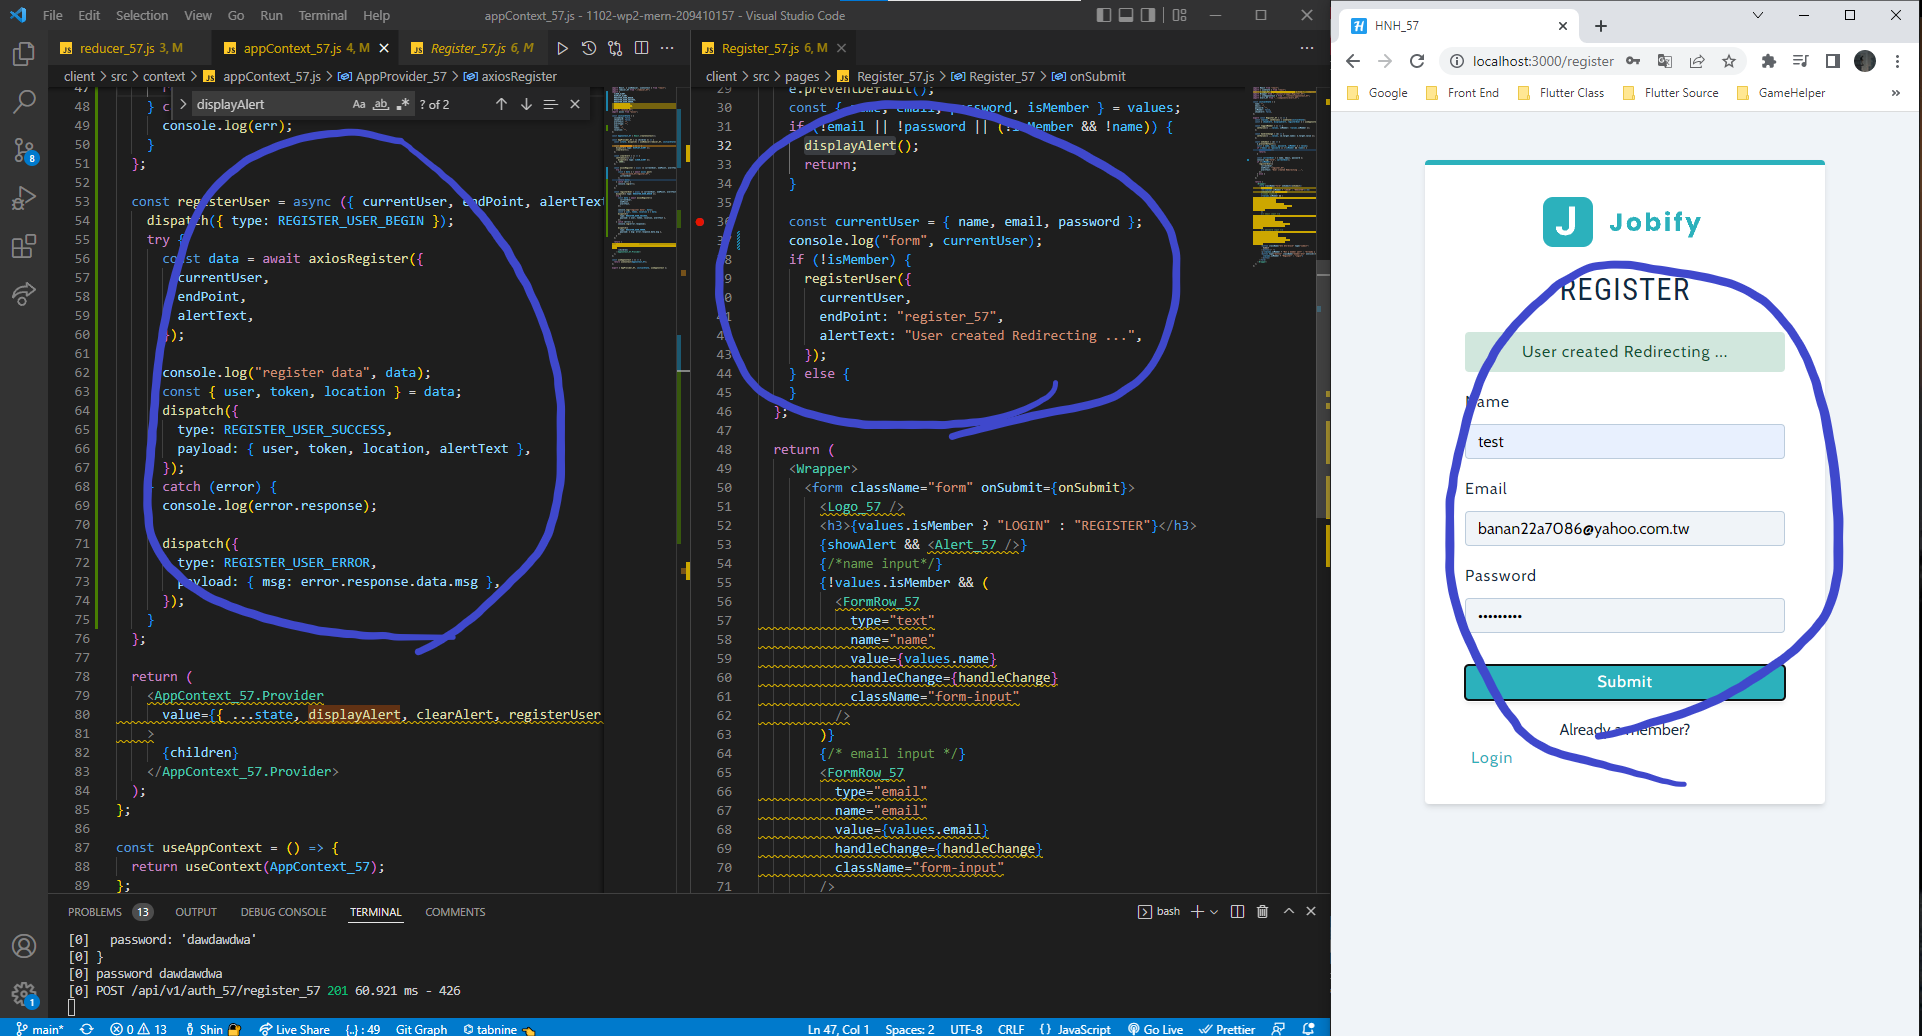 File Edit Selection View Go Run Terminal Help
appContext_57.js - 1102-wp2-mern-209410157 - Visual Studio Code
reducer_57.js 3, M
appContext_57.js 4, M
Register_57.js 6, M
client > src > context > appContext_57.js > AppProvider_57 > axiosRegister
displayAlert
Aa ab ? of 2
47
48 } c
49 console.log(err);
50 }
51 };
52
53 const registerUser = async ({ currentUser, endPoint, alertText
54 dispatch({ type: REGISTER_USER_BEGIN });
55 try {
56 const data = await axiosRegister({
57 currentUser,
58 endPoint,
59 alertText,
60 });
61
62 console.log("register data", data);
63 const { user, token, location } = data;
64 dispatch({
65 type: REGISTER_USER_SUCCESS,
66 payload: { user, token, location, alertText },
67 });
68 catch (error) {
69 console.log(error.response);
70
71 dispatch({
72 type: REGISTER_USER_ERROR,
73 payload: { msg: error.response.data.msg },
74 });
75 }
76 };
77
78 return (
79 <AppContext_57.Provider
80 value={{ ...state, displayAlert, clearAlert, registerUser
81 >
82 {children}
83 </AppContext_57.Provider>
84 );
85 };
86
87 const useAppContext = () => {
88 return useContext(AppContext_57);
89 };
Register_57.js 6, M
client > src > pages > Register_57.js > Register_57 > onSubmit
29 e.preventDefault();
30 const { name, email, password, isMember } = values;
31 if (!email || !password || (!isMember && !name)) {
32 displayAlert();
33 return;
34 }
35
36 const currentUser = { name, email, password };
console.log("form", currentUser);
8 if (!isMember) {
9 registerUser({
0 currentUser,
endPoint: "register_57",
alertText: "User created Redirecting ...",
43 });
44 } else {
45 }
46 };
47
48 return (
49 <Wrapper>
50 <form className="form" onSubmit={onSubmit}>
51 <Logo_57 />
52 <h3>{values.isMember ? "LOGIN" : "REGISTER"}</h3>
53 {showAlert && <Alert_57 />}
54 {/*name input*/}
55 {!values.isMember && (
56 <FormRow_57
57 type="text"
58 name="name"
59 value={values.name}
60 handleChange={handleChange}
61 className="form-input"
62 />
63 )}
64 {/* email input */}
65 <FormRow_57
66 type="email"
67 name="email"
68 value={values.email}
69 handleChange={handleChange}
70 className="form-input"
71 />
PROBLEMS 13 OUTPUT DEBUG CONSOLE TERMINAL COMMENTS
bash
[0] password: 'dawdawdwa'
[0] }
[0] password dawdawdwa
[0] POST /api/v1/auth_57/register_57 201 60.921 ms - 426
8
1
main* 0 13 Shin Live Share {..} : 49 Git Graph tabnine
Ln 47, Col 1 Spaces: 2 UTF-8 CRLF {} JavaScript Go Live Prettier
HNH_57
localhost:3000/register
Google Front End Flutter Class Flutter Source GameHelper »
J Jobify
REGISTER
User created Redirecting ...
Name
test
Email
banan22a7086@yahoo.com.tw
Password
•••••••••
Submit
Already a member?
Login